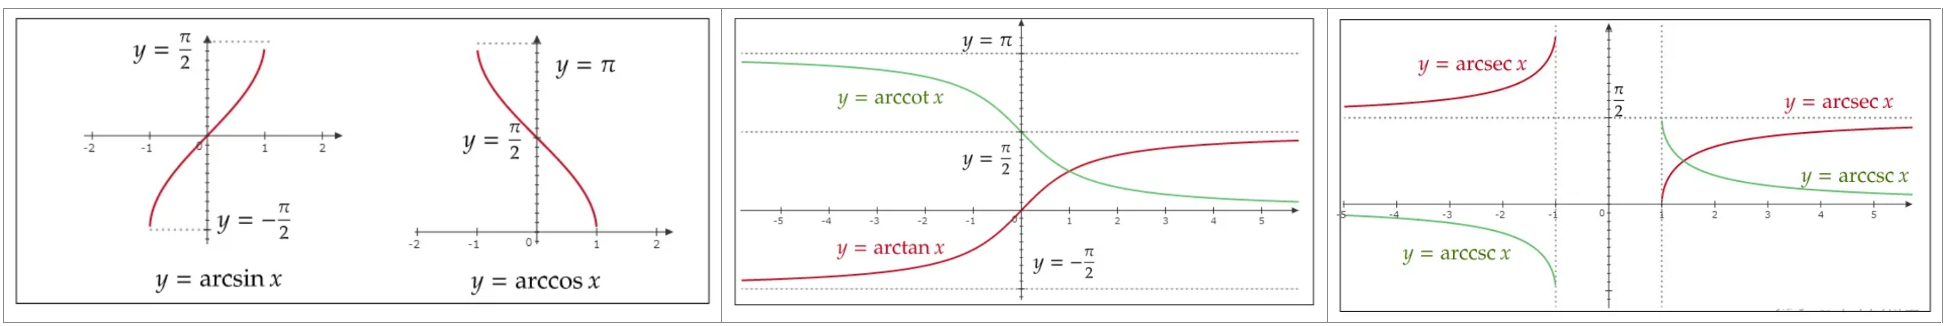 y = π/2
-2 -1 0 1 2
y = -π/2
y = arcsin x
y = π
y = π/2
-2 -1 0 1 2
y = arccos x
y = π
y = arccot x
y = π/2
-5 -4 -3 -2 -1 1 2 3 4 5
y = arctan x
y = -π/2
y = arcsec x
π/2
y = arcsec x
y = arccsc x
-5 -4 -3 -2 -1 0 1 2 3 4 5
y = arccsc x